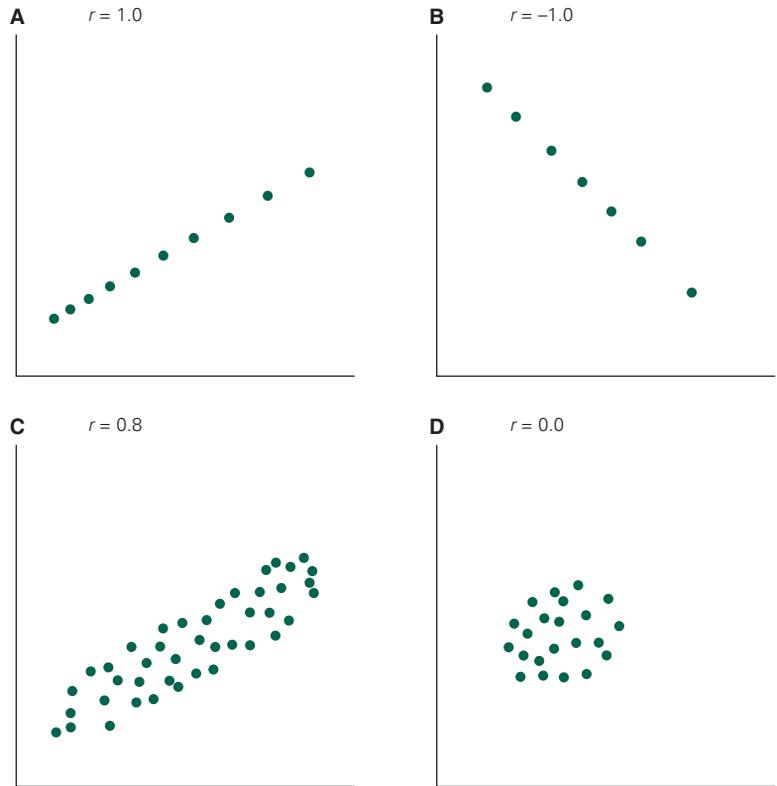 A r = 1.0
B r = –1.0
C r = 0.8
D r = 0.0